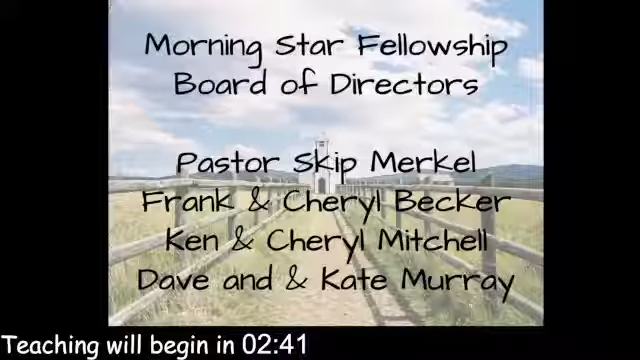 Morning Star Fellowship
Board of Directors
Pastor Skip Merkel
Frank & Cheryl Becker
Ken & Cheryl Mitchell
Dave and & Kate Murray
Teaching will begin in 02:41